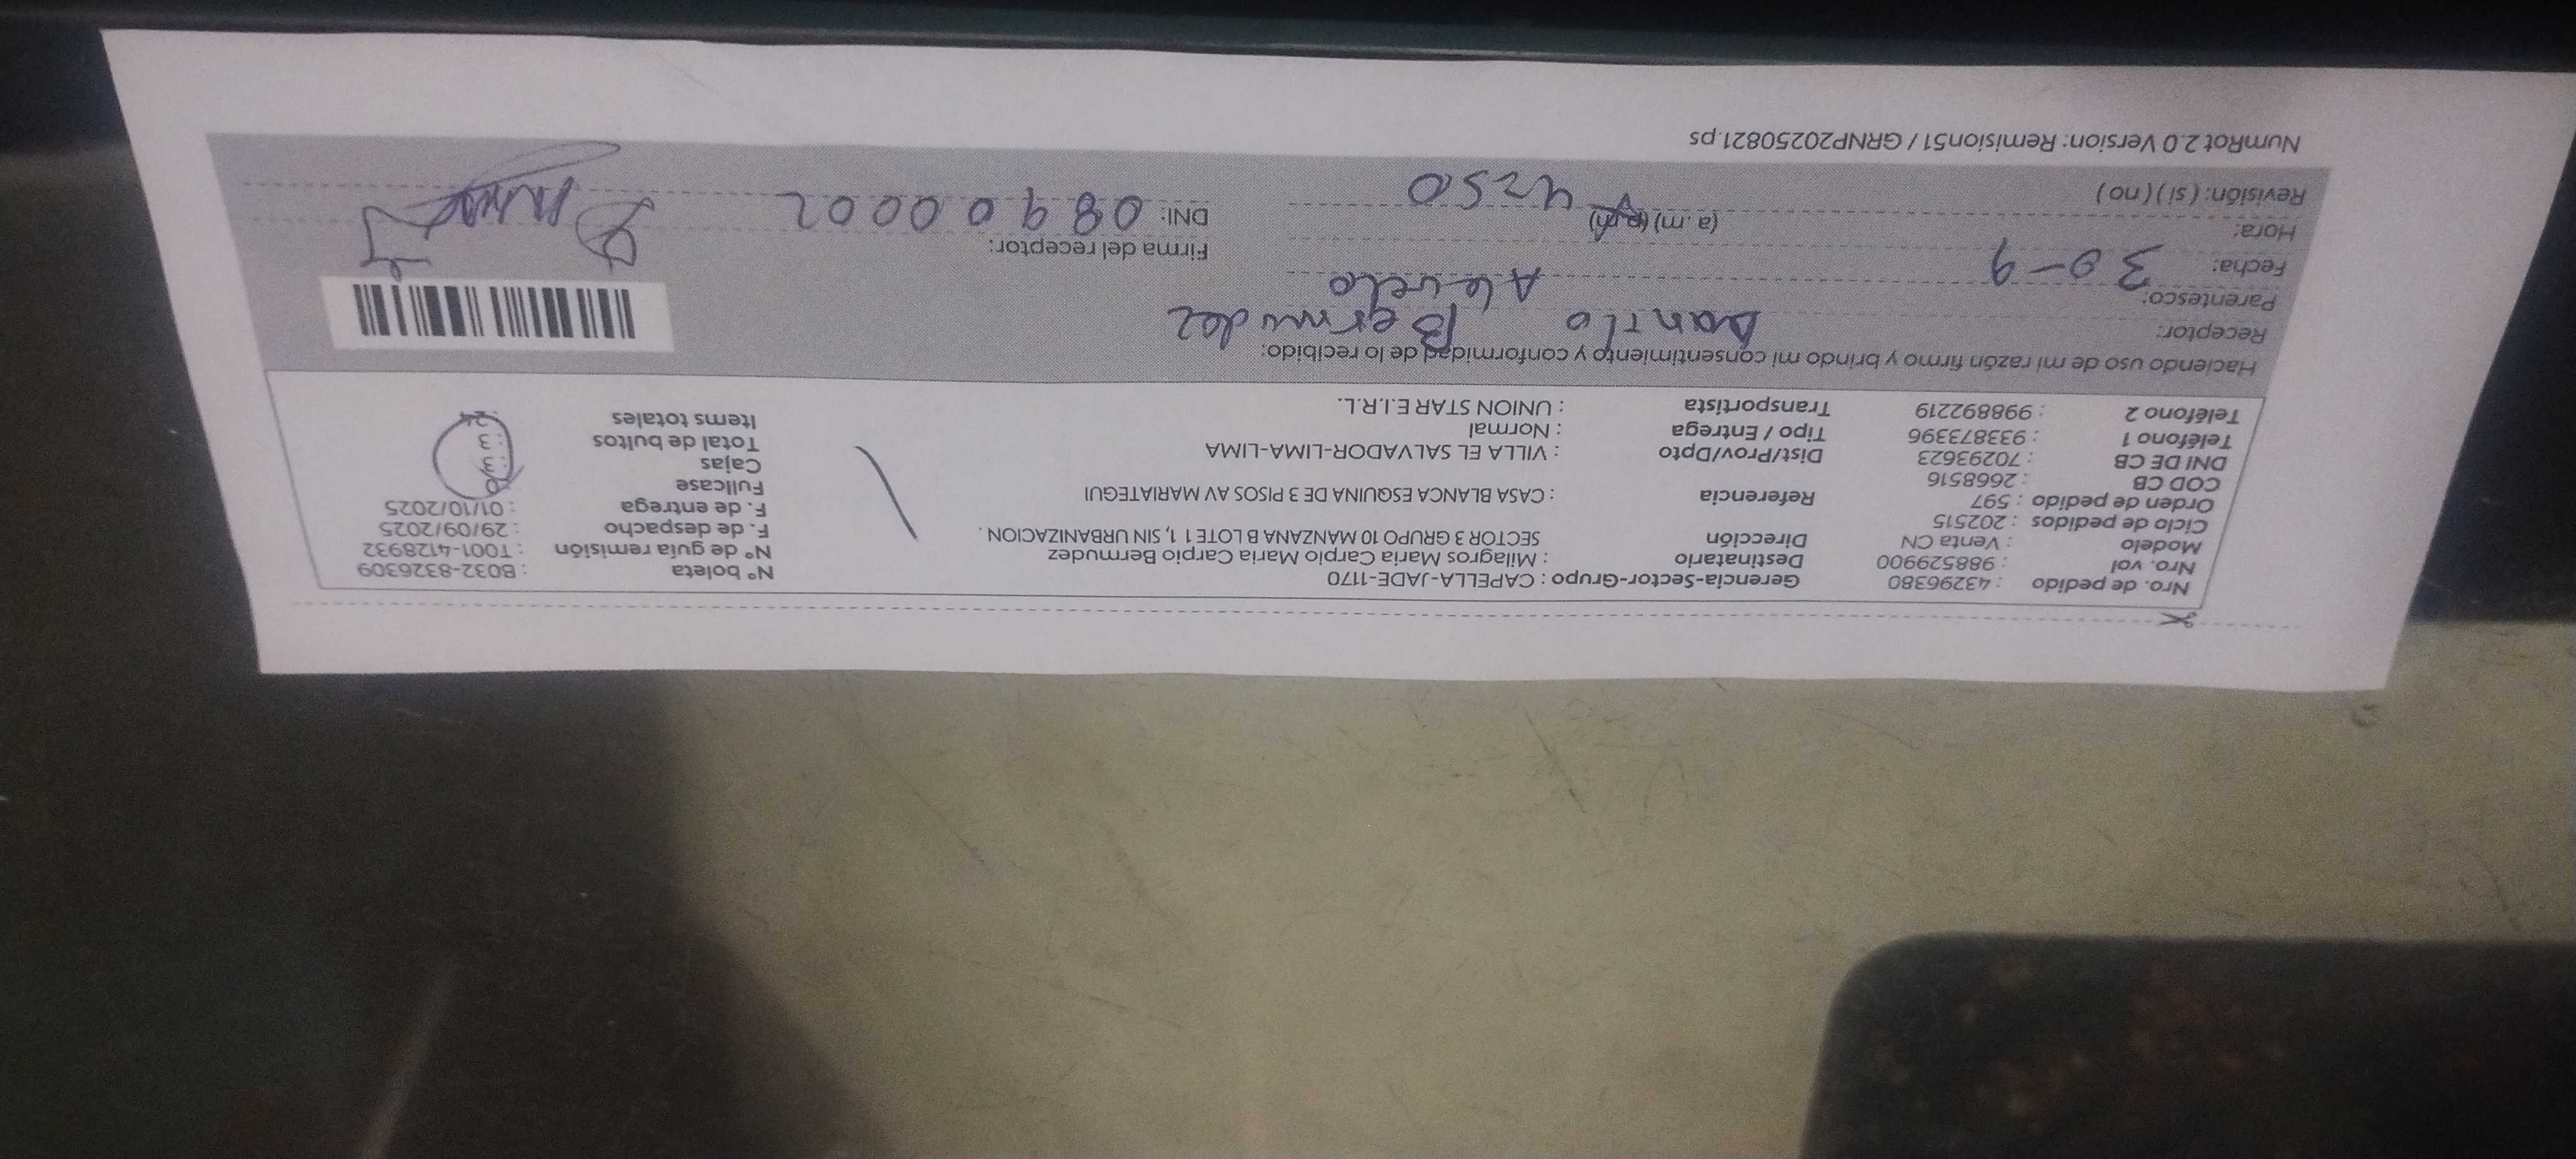 Nro. de pedido : 43296380 Gerencia-Sector-Grupo : CAPELLA-JADE-1170 N° boleta : B032-8326309
Nro. vol : 988529900 Destinatario : Milagros Maria Carpio Maria Carpio Bermudez N° de guía remisión : T001-4128932
Modelo : Venta CN Dirección SECTOR 3 GRUPO 10 MANZANA B LOTE 1 1, SIN URBANIZACION . F. de despacho : 29/09/2025
Ciclo de pedidos : 202515 F. de entrega : 01/10/2025
Orden de pedido : 597 Referencia : CASA BLANCA ESQUINA DE 3 PISOS AV MARIATEGUI Fullcase
COD CB : 2668516 Cajas : 3
DNI DE CB : 70293623 Dist/Prov/Dpto : VILLA EL SALVADOR-LIMA-LIMA Total de bultos : 3
Teléfono 1 : 933873396 Tipo / Entrega : Normal Items totales : 24
Teléfono 2 : 998892219 Transportista : UNION STAR E.I.R.L.
Haciendo uso de mi razón firmo y brindo mi consentimiento y conformidad de lo recibido:
Receptor: Danilo Bermudez
Parentesco: Abuelo
Fecha: 30-9 Firma del receptor:
Hora: (a. m) (p.m) 4:50 DNI: 08900002
Revisión: ( si ) ( no )
NumRot 2.0 Version: Remision51 / GRNP20250821.ps